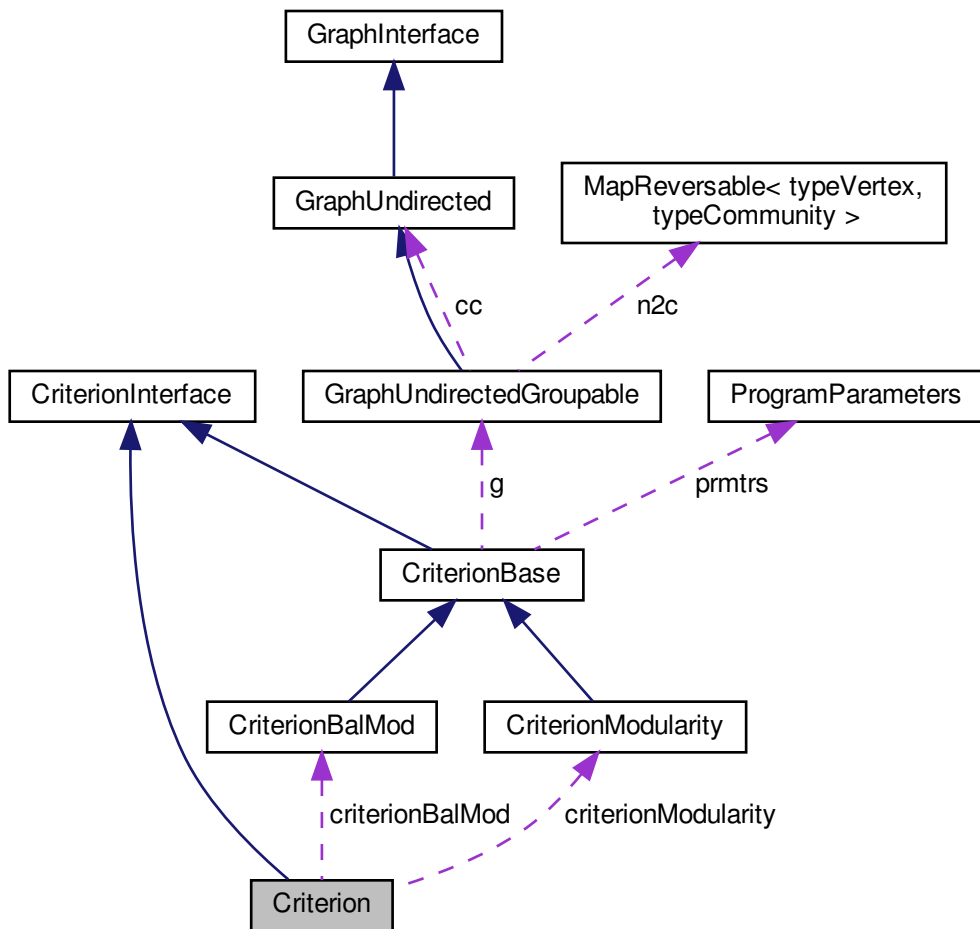 GraphInterface
GraphUndirected
MapReversable< typeVertex,
typeCommunity >
cc
n2c
CriterionInterface
GraphUndirectedGroupable
ProgramParameters
g
prmtrs
CriterionBase
CriterionBalMod
CriterionModularity
criterionBalMod
criterionModularity
Criterion